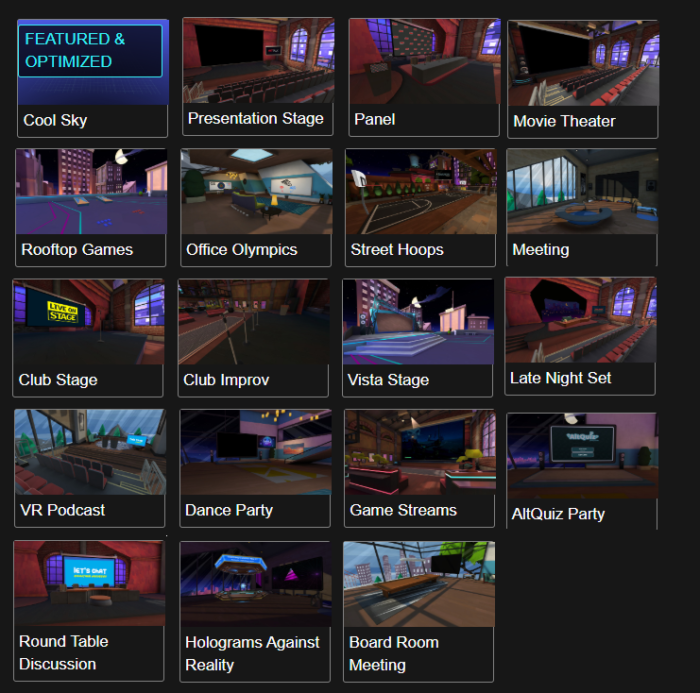 FEATURED &
OPTIMIZED
Cool Sky
Presentation Stage
Panel
Movie Theater
Rooftop Games
Office Olympics
Street Hoops
Meeting
LIVE ON
STAGE
Club Stage
Club Improv
Vista Stage
Late Night Set
VR Podcast
Dance Party
Game Streams
AltQuiz Party
LET'S CHAT
Round Table
Discussion
Holograms Against
Reality
Board Room
Meeting